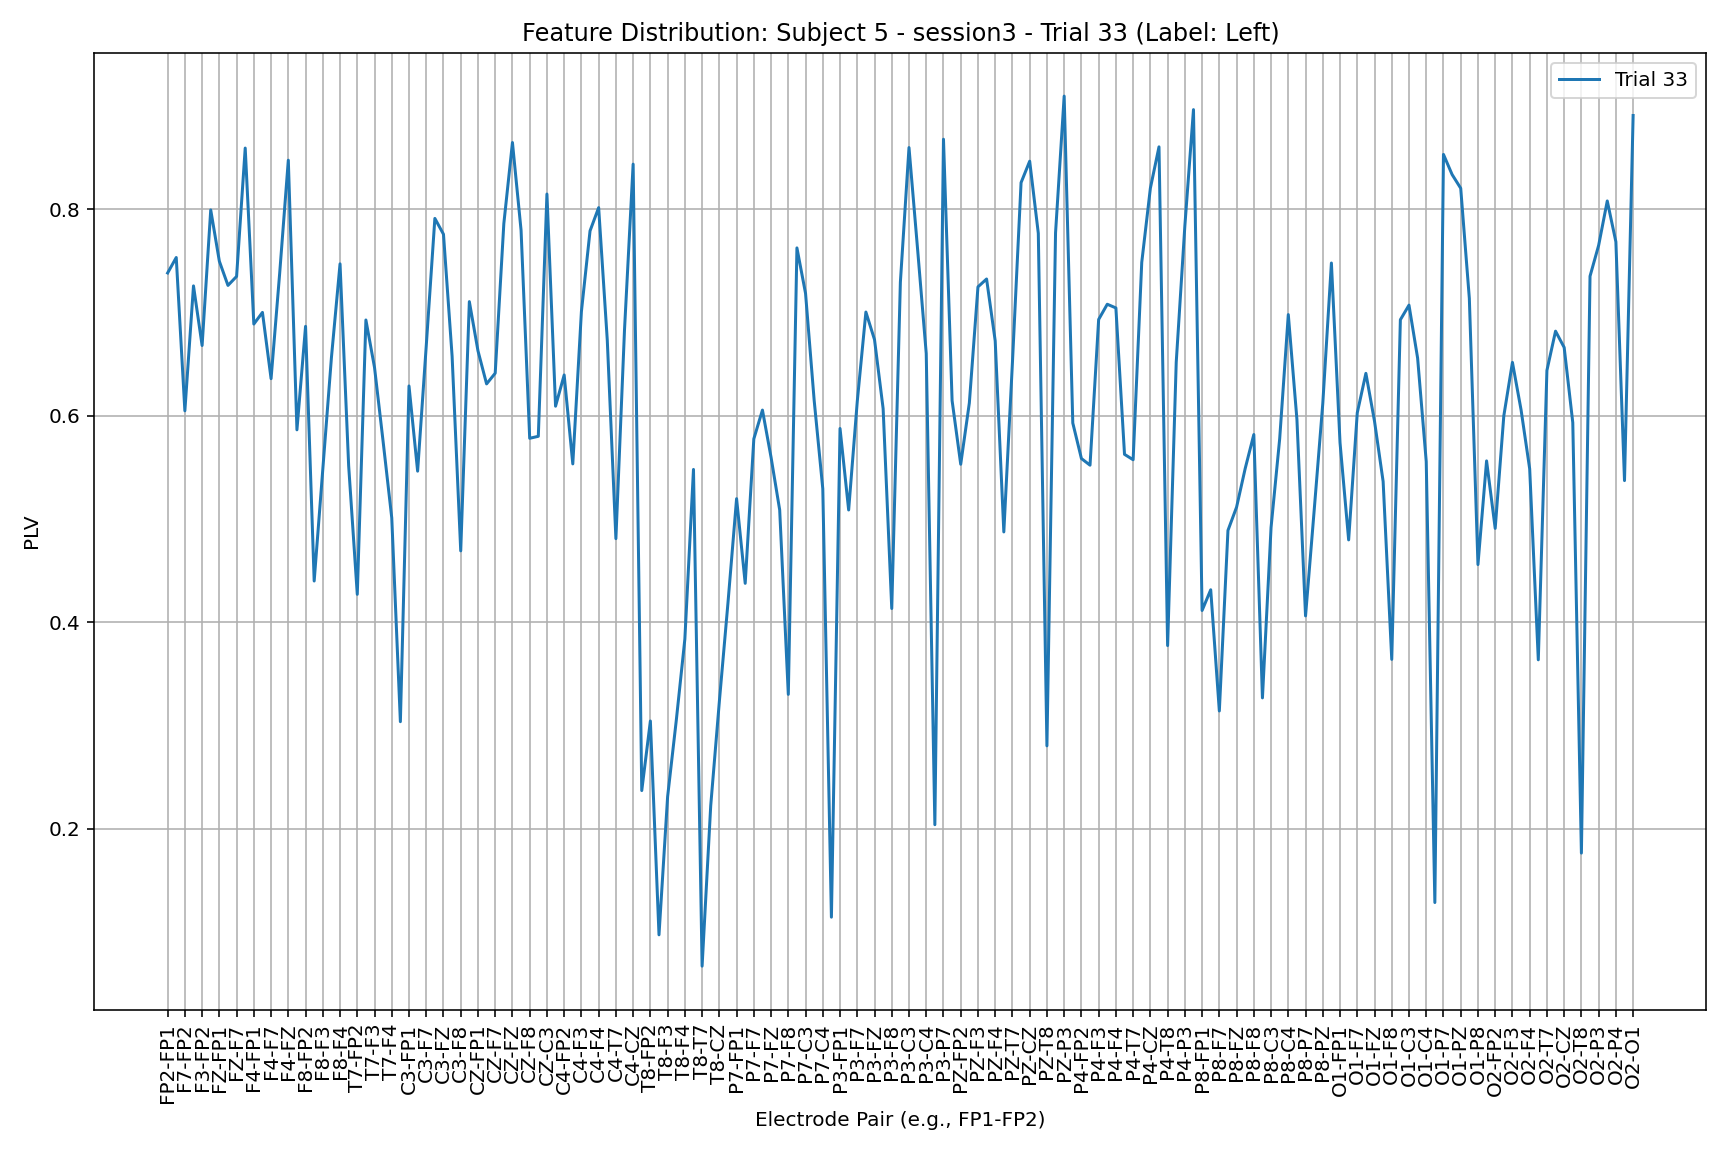 Feature Distribution: Subject 5 - session3 - Trial 33 (Label: Left)
Trial 33
PLV
0.8
0.6
0.4
0.2
FP2-FP1
F7-FP2
F3-FP2
FZ-FP1
FZ-F7
F4-FP1
F4-F7
F4-FZ
F8-FP2
F8-F3
F8-F4
T7-FP2
T7-F3
T7-F4
C3-FP1
C3-F7
C3-FZ
C3-F8
CZ-FP1
CZ-F7
CZ-FZ
CZ-F8
CZ-C3
C4-FP2
C4-F3
C4-F4
C4-T7
C4-CZ
T8-FP2
T8-F3
T8-F4
T8-T7
T8-CZ
P7-FP1
P7-F7
P7-FZ
P7-F8
P7-C3
P7-C4
P3-FP1
P3-F7
P3-FZ
P3-F8
P3-C3
P3-C4
P3-P7
PZ-FP2
PZ-F3
PZ-F4
PZ-T7
PZ-CZ
PZ-T8
PZ-P3
P4-FP2
P4-F3
P4-F4
P4-T7
P4-CZ
P4-T8
P4-P3
P8-FP1
P8-F7
P8-FZ
P8-F8
P8-C3
P8-C4
P8-P7
P8-PZ
O1-FP1
O1-F7
O1-FZ
O1-F8
O1-C3
O1-C4
O1-P7
O1-PZ
O1-P8
O2-FP2
O2-F3
O2-F4
O2-T7
O2-CZ
O2-T8
O2-P3
O2-P4
O2-O1
Electrode Pair (e.g., FP1-FP2)